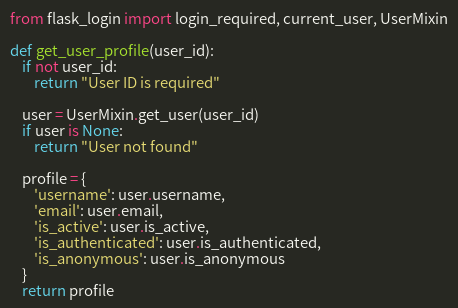 from flask_login import login_required, current_user, UserMixin

def get_user_profile(user_id):
    if not user_id:
        return "User ID is required"

    user = UserMixin.get_user(user_id)
    if user is None:
        return "User not found"

    profile = {
        'username': user.username,
        'email': user.email,
        'is_active': user.is_active,
        'is_authenticated': user.is_authenticated,
        'is_anonymous': user.is_anonymous
    }
    return profile